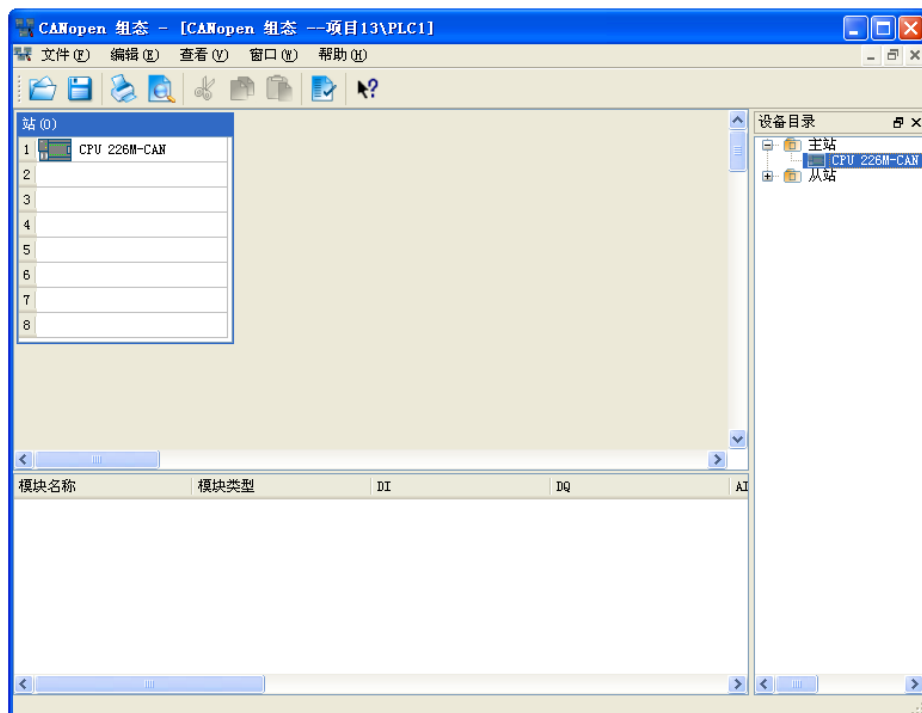 CANopen 组态 - [CANopen 组态 --项目13\PLC1]
文件(F) 编辑(E) 查看(V) 窗口(W) 帮助(H)
站(0)
1 CPU 226M-CAN
2
3
4
5
6
7
8
设备目录
主站
CPU 226M-CAN
从站
模块名称 模块类型 DI DQ AI